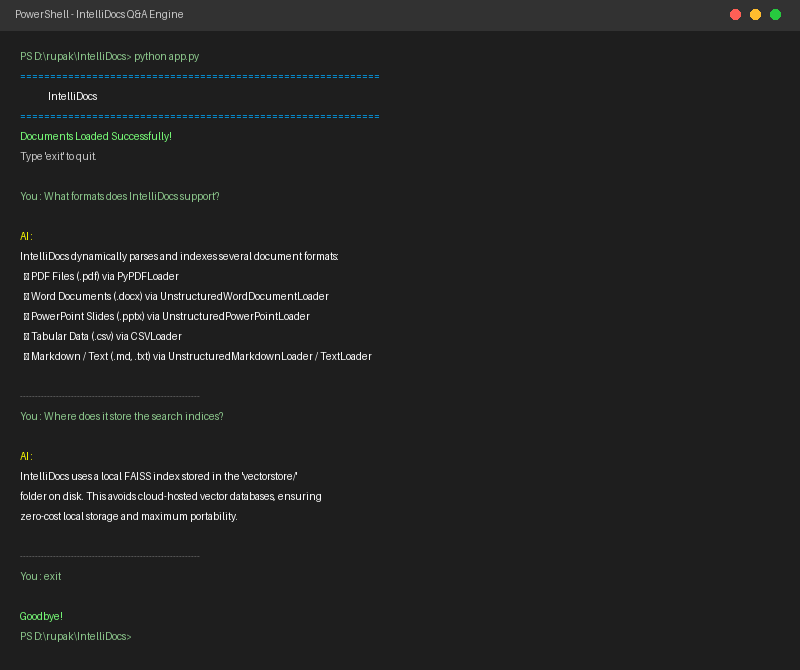 PowerShell - IntelliDocs Q&A Engine
PS D:\rupak\IntelliDocs> python app.py
============================================================
IntelliDocs
============================================================
Documents Loaded Successfully!
Type 'exit' to quit.
You : What formats does IntelliDocs support?
AI :
IntelliDocs dynamically parses and indexes several document formats:
PDF Files (.pdf) via PyPDFLoader
Word Documents (.docx) via UnstructuredWordDocumentLoader
PowerPoint Slides (.pptx) via UnstructuredPowerPointLoader
Tabular Data (.csv) via CSVLoader
Markdown / Text (.md, .txt) via UnstructuredMarkdownLoader / TextLoader
------------------------------------------------------------
You : Where does it store the search indices?
AI :
IntelliDocs uses a local FAISS index stored in the 'vectorstore/'
folder on disk. This avoids cloud-hosted vector databases, ensuring
zero-cost local storage and maximum portability.
------------------------------------------------------------
You : exit
Goodbye!
PS D:\rupak\IntelliDocs>